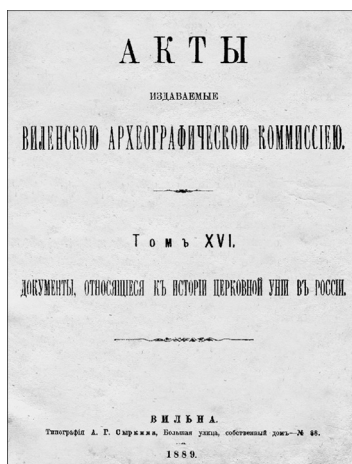 АКТЫ
ИЗДАВАЕМЫЕ
ВИЛЕНСКОЮ АРХЕОГРАФИЧЕСКОЮ КОММИССІЕЮ.
Томъ XVI.
ДОКУМЕНТЫ, ОТНОСЯЩІЕСЯ КЪ ИСТОРІИ ЦЕРКОВНОЙ УНІИ ВЪ РОССІИ.
ВИЛЬНА.
Типографія А. Г. Сыркина, Большая улица, собственный домъ—№ 88.
1889.